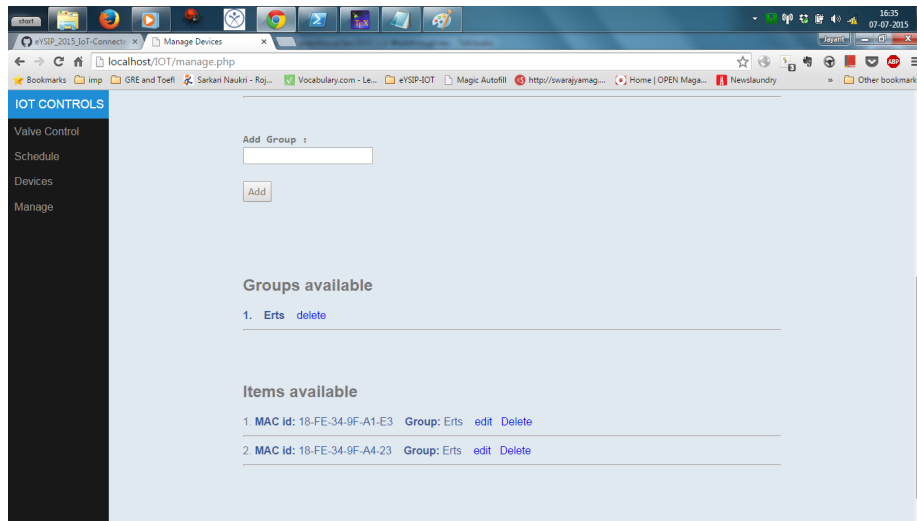 start
16:35
07-07-2015
eYSIP_2015_IoT-Connecte
Manage Devices
Jayant
localhost/IOT/manage.php
Bookmarks imp GRE and Toefl Sarkari Naukri - Roj... Vocabulary.com - Le... eYSIP-IOT Magic Autofill http://swarajyamag.... Home | OPEN Maga... Newslaundry » Other bookmark
IOT CONTROLS
Valve Control
Schedule
Devices
Manage
Add Group :
Add
Groups available
1. Erts delete
Items available
1. MAC id: 18-FE-34-9F-A1-E3 Group: Erts edit Delete
2. MAC id: 18-FE-34-9F-A4-23 Group: Erts edit Delete